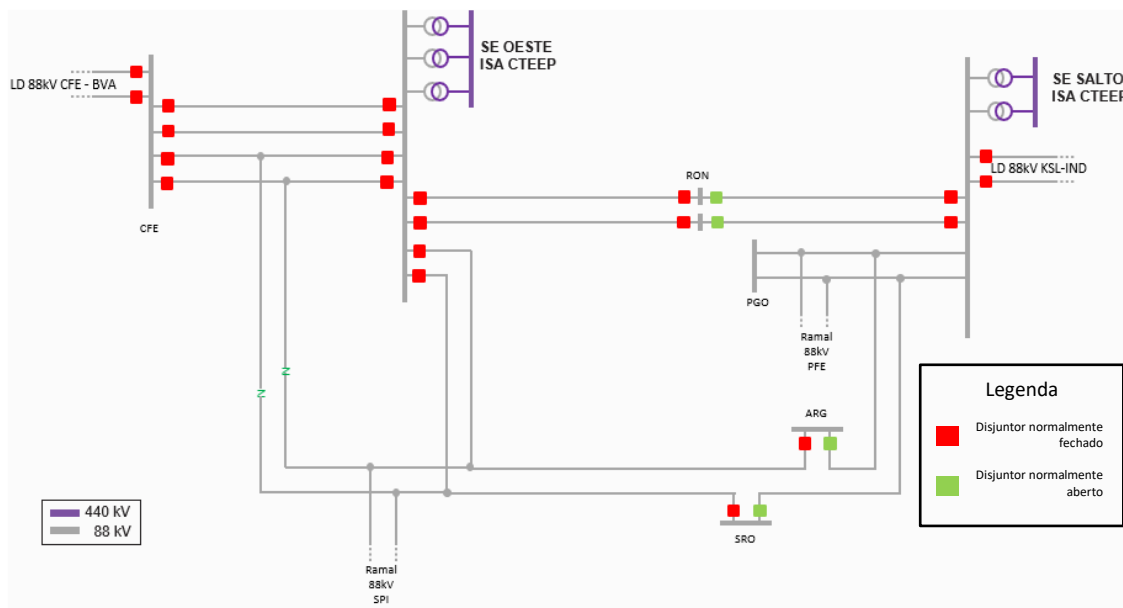 SE OESTE
ISA CTEEP
SE SALTO
ISA CTEEP
LD 88kV CFE - BVA
LD 88kV KSL-IND
RON
CFE
PGO
Ramal
88kV
PFE
N
N
ARG
Legenda
Disjuntor normalmente
fechado
Disjuntor normalmente
aberto
440 kV
88 kV
SRO
Ramal
88kV
SPI